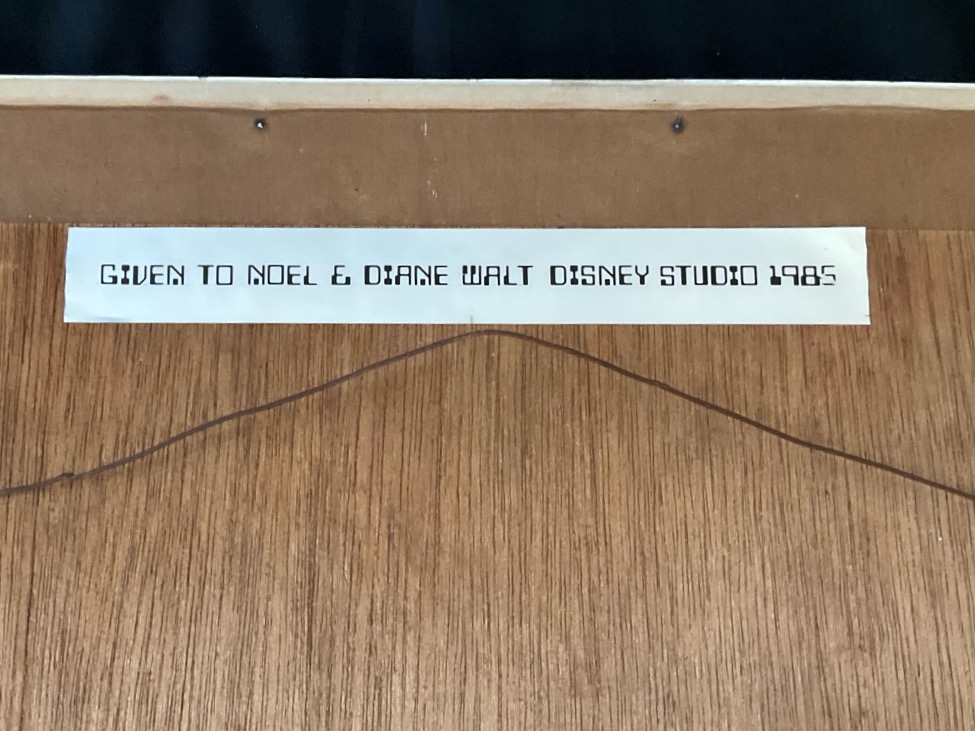 GIVEN TO NOEL & DIANE WALT DISNEY STUDIO 1985